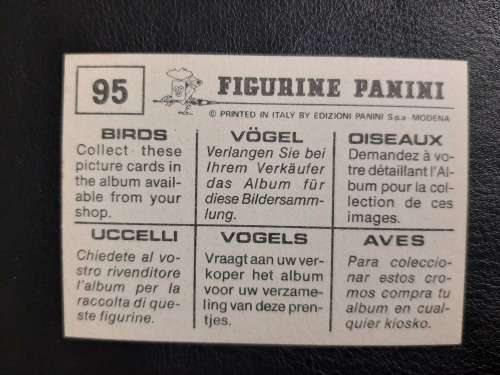 95
FIGURINE PANINI
© PRINTED IN ITALY BY EDIZIONI PANINI S.p.a - MODENA
BIRDS
Collect these
picture cards in
the album avail-
able from your
shop.
VÖGEL
Verlangen Sie bei
Ihrem Verkäufer
das Album für
diese Bildersamm-
lung.
OISEAUX
Demandez à vo-
tre détaillant l'Al-
bum pour la col-
lection de ces
images.
UCCELLI
Chiedete al vo-
stro rivenditore
l'album per la
raccolta di que-
ste figurine.
VOGELS
Vraagt aan uw ver-
koper het album
voor uw verzame-
ling van deze pren-
tjes.
AVES
Para coleccio-
nar estos cro-
mos compra tu
album en cual-
quier kiosko.